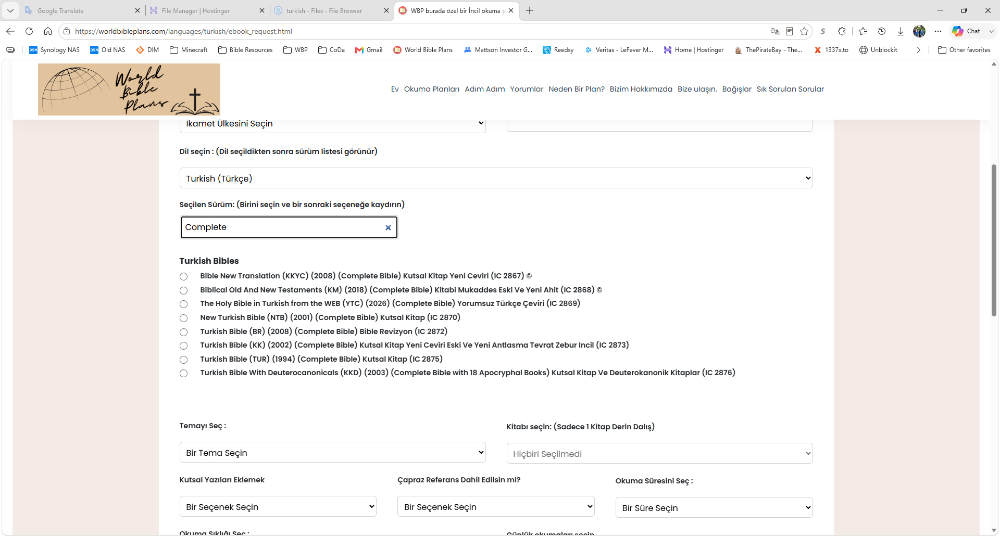 Google Translate
File Manager | Hostinger
turkish - Files - File Browser
WBP burada özel bir İncil okuma p
https://worldbibleplans.com/languages/turkish/ebook_request.html
Chat
Synology NAS
Old NAS
DIM
Minecraft
Bible Resources
WBP
CoDa
Gmail
World Bible Plans
Mattson Investor G...
Reedsy
Veritas - LeFever M...
Home | Hostinger
ThePirateBay - The...
1337x.to
Unblockit
Other favorites
World
Bible
Plans
Ev Okuma Planları Adım Adım Yorumlar Neden Bir Plan? Bizim Hakkımızda Bize ulaşın. Bağışlar Sık Sorulan Sorular
İkamet Ülkesini Seçin
Dil seçin : (Dil seçildikten sonra sürüm listesi görünür)
Turkish (Türkçe)
Seçilen Sürüm: (Birini seçin ve bir sonraki seçeneğe kaydırın)
Complete
Turkish Bibles
Bible New Translation (KKYC) (2008) (Complete Bible) Kutsal Kitap Yeni Ceviri (IC 2867) ©
Biblical Old And New Testaments (KM) (2018) (Complete Bible) Kitabi Mukaddes Eski Ve Yeni Ahit (IC 2868) ©
The Holy Bible in Turkish from the WEB (YTC) (2026) (Complete Bible) Yorumsuz Türkçe Çeviri (IC 2869)
New Turkish Bible (NTB) (2001) (Complete Bible) Kutsal Kitap (IC 2870)
Turkish Bible (BR) (2008) (Complete Bible) Bible Revizyon (IC 2872)
Turkish Bible (KK) (2002) (Complete Bible) Kutsal Kitap Yeni Ceviri Eski Ve Yeni Antlasma Tevrat Zebur Incil (IC 2873)
Turkish Bible (TUR) (1994) (Complete Bible) Kutsal Kitap (IC 2875)
Turkish Bible With Deuterocanonicals (KKD) (2003) (Complete Bible with 18 Apocryphal Books) Kutsal Kitap Ve Deuterokanonik Kitaplar (IC 2876)
Temayı Seç :
Kitabı seçin: (Sadece 1 Kitap Derin Dalış)
Bir Tema Seçin
Hiçbiri Seçilmedi
Kutsal Yazıları Eklemek
Çapraz Referans Dahil Edilsin mi?
Okuma Süresini Seç :
Bir Seçenek Seçin
Bir Seçenek Seçin
Bir Süre Seçin
Okuma Sıklığı Seç :
Günlük okumaları seçin